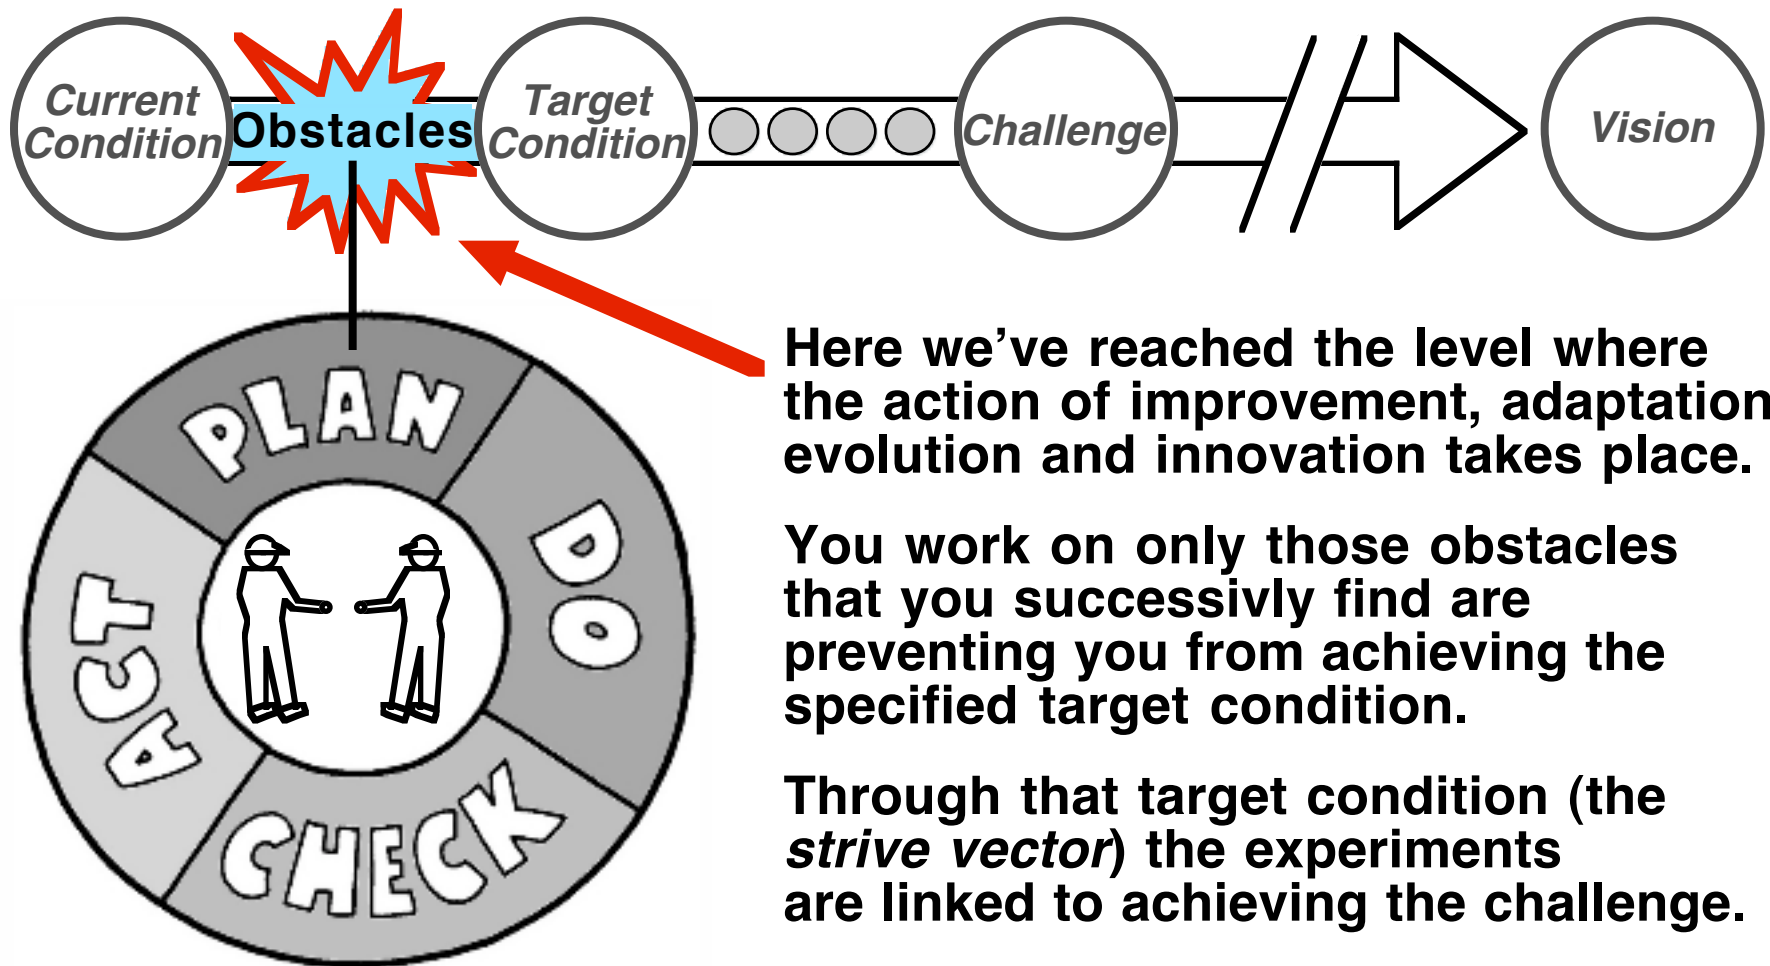 Current
Condition
Obstacles
Target
Condition
Challenge
Vision
PLAN
DO
CHECK
ACT
Here we’ve reached the level where
the action of improvement, adaptation
evolution and innovation takes place.
You work on only those obstacles
that you successivly find are
preventing you from achieving the
specified target condition.
Through that target condition (the
strive vector) the experiments
are linked to achieving the challenge.